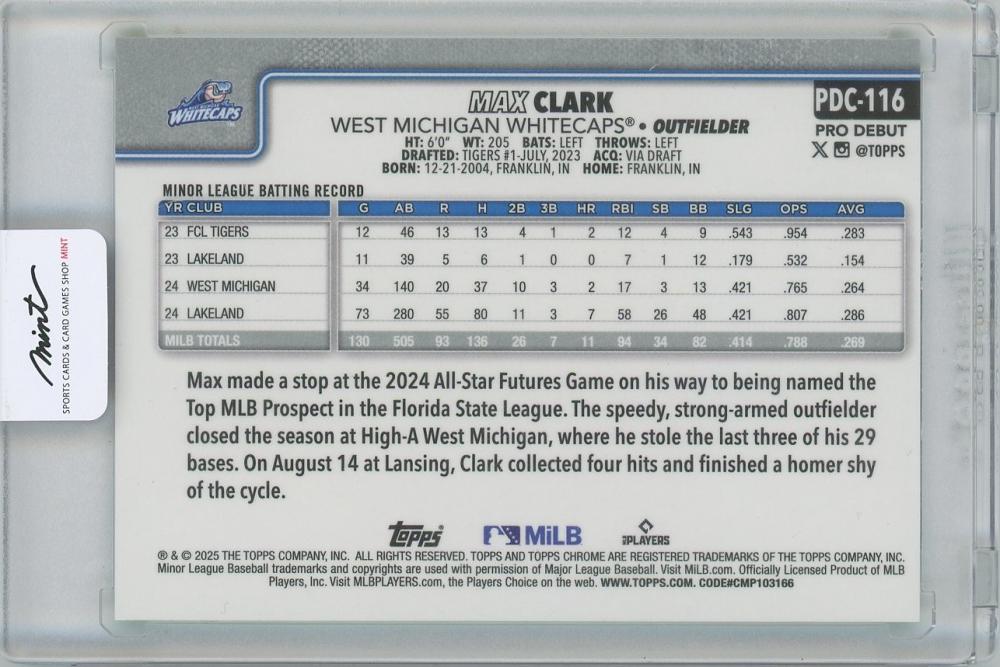 WHITECAPS
MAX CLARK
PDC-116
WEST MICHIGAN WHITECAPS® • OUTFIELDER
PRO DEBUT
HT: 6'0" WT: 205 BATS: LEFT THROWS: LEFT
@TOPPS
DRAFTED: TIGERS #1-JULY, 2023 ACQ: VIA DRAFT
BORN: 12-21-2004, FRANKLIN, IN HOME: FRANKLIN, IN
MINOR LEAGUE BATTING RECORD
YR CLUB G AB R H 2B 3B HR RBI SB BB SLG OPS AVG
23 FCL TIGERS 12 46 13 13 4 1 2 12 4 9 .543 .954 .283
23 LAKELAND 11 39 5 6 1 0 0 7 1 12 .179 .532 .154
24 WEST MICHIGAN 34 140 20 37 10 3 2 17 3 13 .421 .765 .264
24 LAKELAND 73 280 55 80 11 3 7 58 26 48 .421 .807 .286
MILB TOTALS 130 505 93 136 26 7 11 94 34 82 .414 .788 .269
mint
SPORTS CARDS & CARD GAMES SHOP MINT
Max made a stop at the 2024 All-Star Futures Game on his way to being named the
Top MLB Prospect in the Florida State League. The speedy, strong-armed outfielder
closed the season at High-A West Michigan, where he stole the last three of his 29
bases. On August 14 at Lansing, Clark collected four hits and finished a homer shy
of the cycle.
Topps® MiLB PLAYERS
® & © 2025 THE TOPPS COMPANY, INC. ALL RIGHTS RESERVED. TOPPS AND TOPPS CHROME ARE REGISTERED TRADEMARKS OF THE TOPPS COMPANY, INC.
Minor League Baseball trademarks and copyrights are used with permission of Major League Baseball. Visit MiLB.com. Officially Licensed Product of MLB
Players, Inc. Visit MLBPLAYERS.com, the Players Choice on the web. WWW.TOPPS.COM. CODE#CMP103166